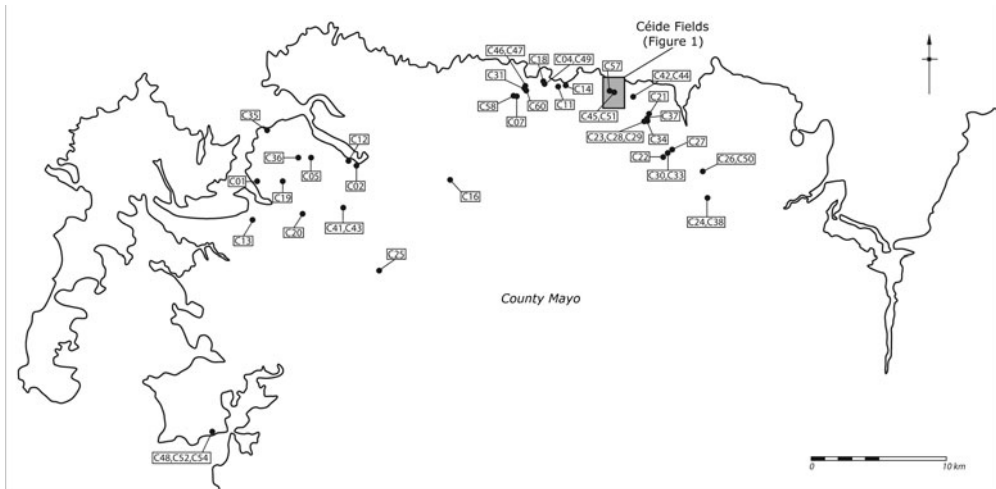 Céide Fields
(Figure 1)
C46,C47
C18
C04,C49
C57
C42,C44
C31
C14
C21
C58
C60
C11
C07
C45,C51
C37
C23,C28,C29
C34
C35
C12
C27
C36
C05
C02
C22
C30,C33
C26,C50
C01
C19
C16
C24,C38
C13
C20
C41,C43
C25
County Mayo
C48,C52,C54
0
10 km